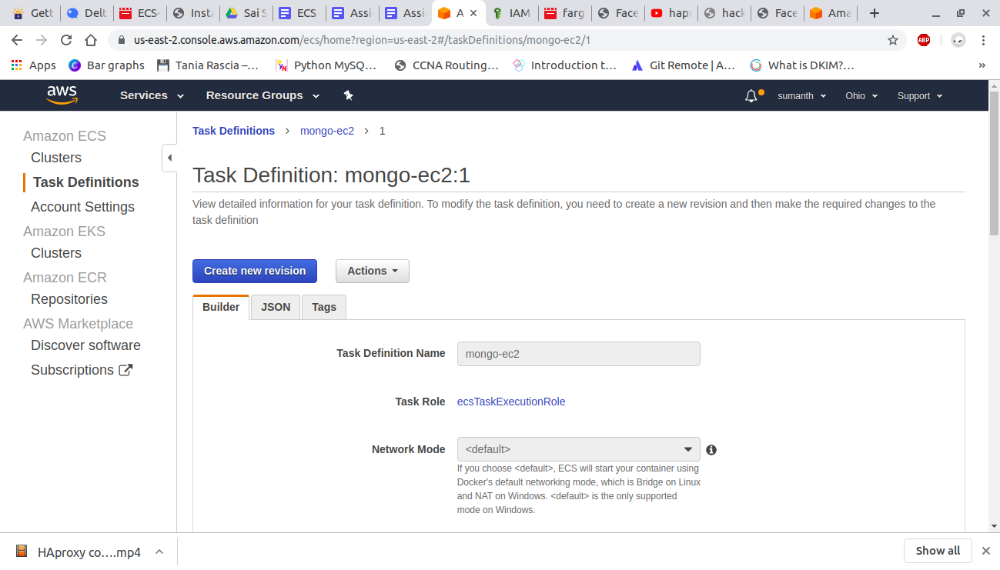 Gett
Delt
ECS-
Insta
Sai S
ECS
Assi
Assi
A
IAM
farg
Face
hapr
hack
Face
Ama
us-east-2.console.aws.amazon.com/ecs/home?region=us-east-2#/taskDefinitions/mongo-ec2/1
ABP
Apps
Bar graphs
Tania Rascia –…
Python MySQ…
CCNA Routing…
Introduction t…
Git Remote | A…
What is DKIM?…
»
aws
Services
Resource Groups
sumanth
Ohio
Support
Amazon ECS
Clusters
Task Definitions
Account Settings
Amazon EKS
Clusters
Amazon ECR
Repositories
AWS Marketplace
Discover software
Subscriptions
Task Definitions > mongo-ec2 > 1
Task Definition: mongo-ec2:1
View detailed information for your task definition. To modify the task definition, you need to create a new revision and then make the required changes to the
task definition
Create new revision
Actions
Builder
JSON
Tags
Task Definition Name
mongo-ec2
Task Role
ecsTaskExecutionRole
Network Mode
<default>
If you choose <default>, ECS will start your container using
Docker's default networking mode, which is Bridge on Linux
and NAT on Windows. <default> is the only supported
mode on Windows.
HAproxy co….mp4
Show all